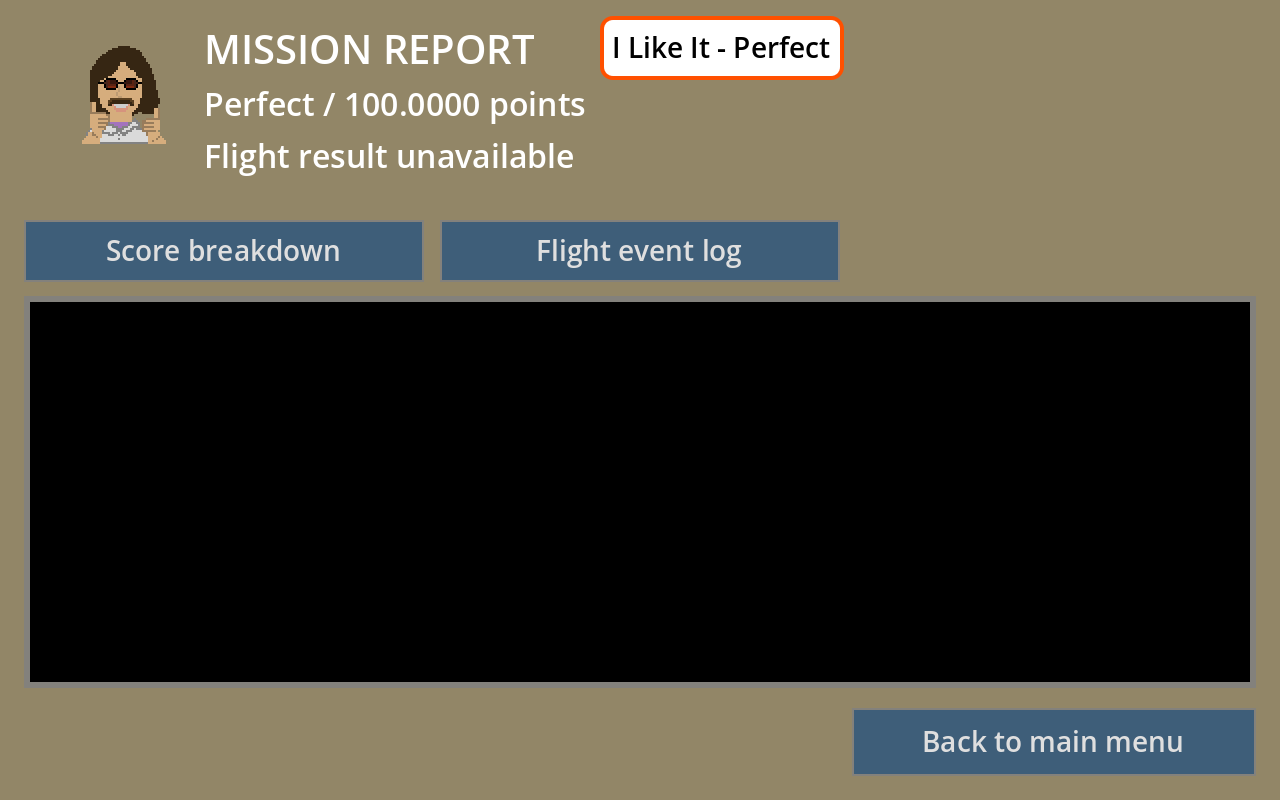 MISSION REPORT
I Like It - Perfect
Perfect / 100.0000 points
Flight result unavailable
Score breakdown
Flight event log
Back to main menu